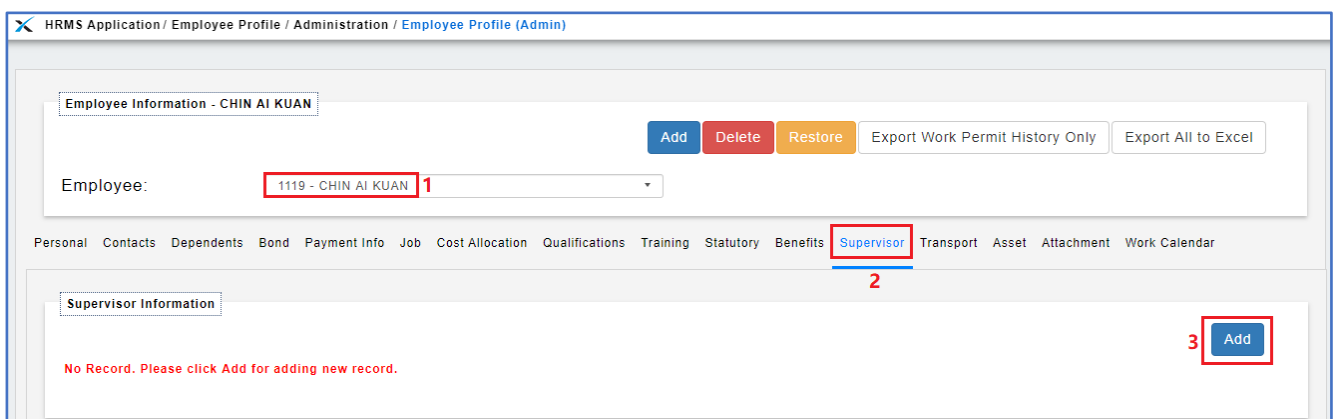 HRMS Application / Employee Profile / Administration / Employee Profile (Admin)
Employee Information - CHIN AI KUAN
Add Delete Restore Export Work Permit History Only Export All to Excel
Employee: 1119 - CHIN AI KUAN 1
Personal Contacts Dependents Bond Payment Info Job Cost Allocation Qualifications Training Statutory Benefits Supervisor Transport Asset Attachment Work Calendar
2
Supervisor Information
3 Add
No Record. Please click Add for adding new record.